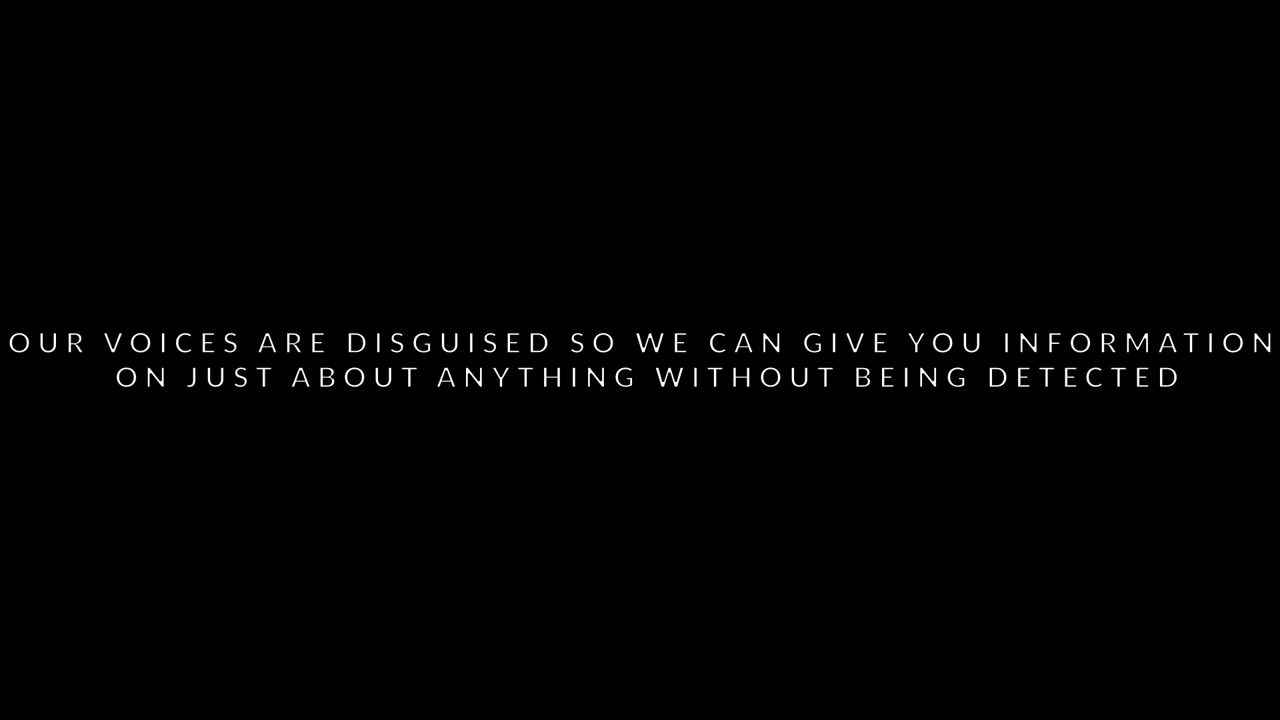 OUR VOICES ARE DISGUISED SO WE CAN GIVE YOU INFORMATION
ON JUST ABOUT ANYTHING WITHOUT BEING DETECTED